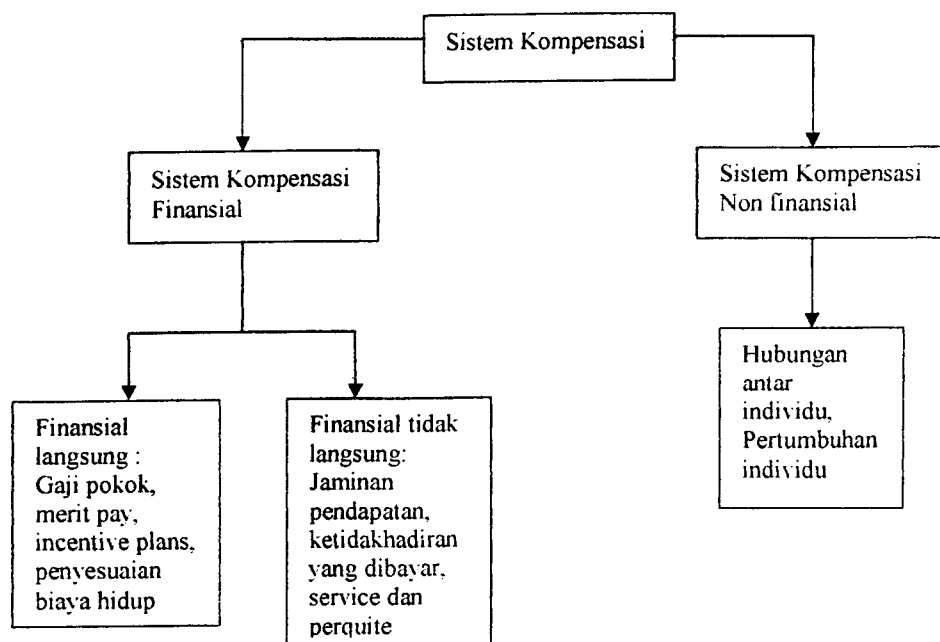 Sistem Kompensasi
Sistem Kompensasi
Finansial
Sistem Kompensasi
Non finansial
Finansial
langsung :
Gaji pokok,
merit pay,
incentive plans,
penyesuaian
biaya hidup
Finansial tidak
langsung:
Jaminan
pendapatan,
ketidakhadiran
yang dibayar,
service dan
perquite
Hubungan
antar
individu,
Pertumbuhan
individu